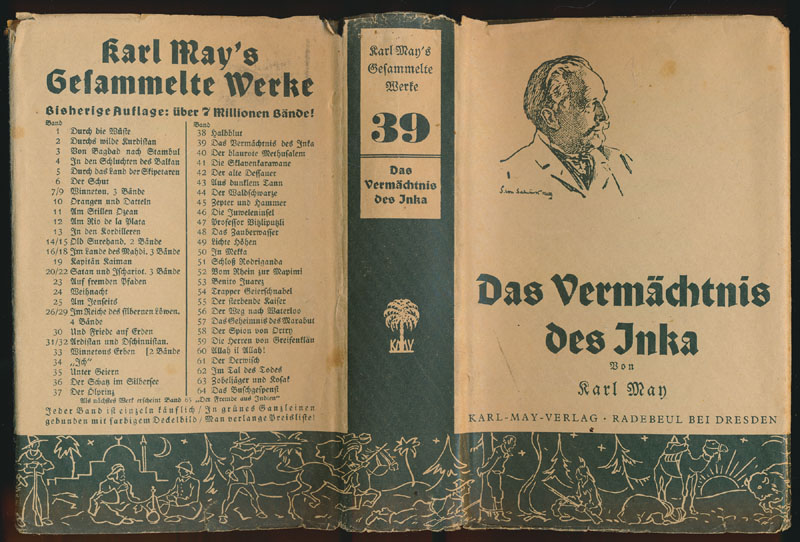 Karl May's
Gesammelte Werke
Bisherige Auflage: über 7 Millionen Bände!
Band
1 Durch die Wüste
2 Durchs wilde Kurdistan
3 Von Bagdad nach Stambul
4 In den Schluchten des Balkan
5 Durch das Land der Skipetaren
6 Der Schut
7/9 Winnetou, 3 Bände
10 Orangen und Datteln
11 Am Stillen Ozean
12 Am Rio de la Plata
13 In den Kordilleren
14/15 Old Surehand, 2 Bände
16/18 Im Lande des Mahdi, 3 Bände
19 Kapitän Kaiman
20/22 Satan und Ischariot, 3 Bände
23 Auf fremden Pfaden
24 Weihnacht
25 Am Jenseits
26/29 Im Reiche des silbernen Löwen,
4 Bände
30 Und Friede auf Erden
31/32 Ardistan und Dschinnistan,
33 Winnetous Erben [2 Bände
34 „Ich“
35 Unter Geiern
36 Der Schatz im Silbersee
37 Der Ölprinz
Band
38 Halbblut
39 Das Vermächtnis des Inka
40 Der blaurote Methusalem
41 Die Sklavenkarawane
42 Der alte Dessauer
43 Aus dunklem Tann
44 Der Waldschwarze
45 Zepter und Hammer
46 Die Juweleninsel
47 Professor Vitzliputzli
48 Das Zauberwasser
49 Lichte Höhen
50 In Mekka
51 Schloß Rodriganda
52 Vom Rhein zur Mapimi
53 Benito Juarez
54 Trapper Geierschnabel
55 Der sterbende Kaiser
56 Der Weg nach Waterloo
57 Das Geheimnis des Marabut
58 Der Spion von Ortry
59 Die Herren von Greifenklau
60 Allah il Allah!
61 Der Derwisch
62 Im Tal des Todes
63 Zobeljäger und Kosak
64 Das Buschgespenst
Als nächstes Werk erscheint Band 65 „Der Fremde aus Indien“
Jeder Band ist einzeln käuflich / In grünes Ganzleinen
gebunden mit farbigem Deckelbild / Man verlange Preisliste!
Karl May's
Gesammelte
Werke
39
Das
Vermächtnis
des Inka
KMV
Das Vermächtnis
des Inka
Von
Karl May
KARL-MAY-VERLAG · RADEBEUL BEI DRESDEN